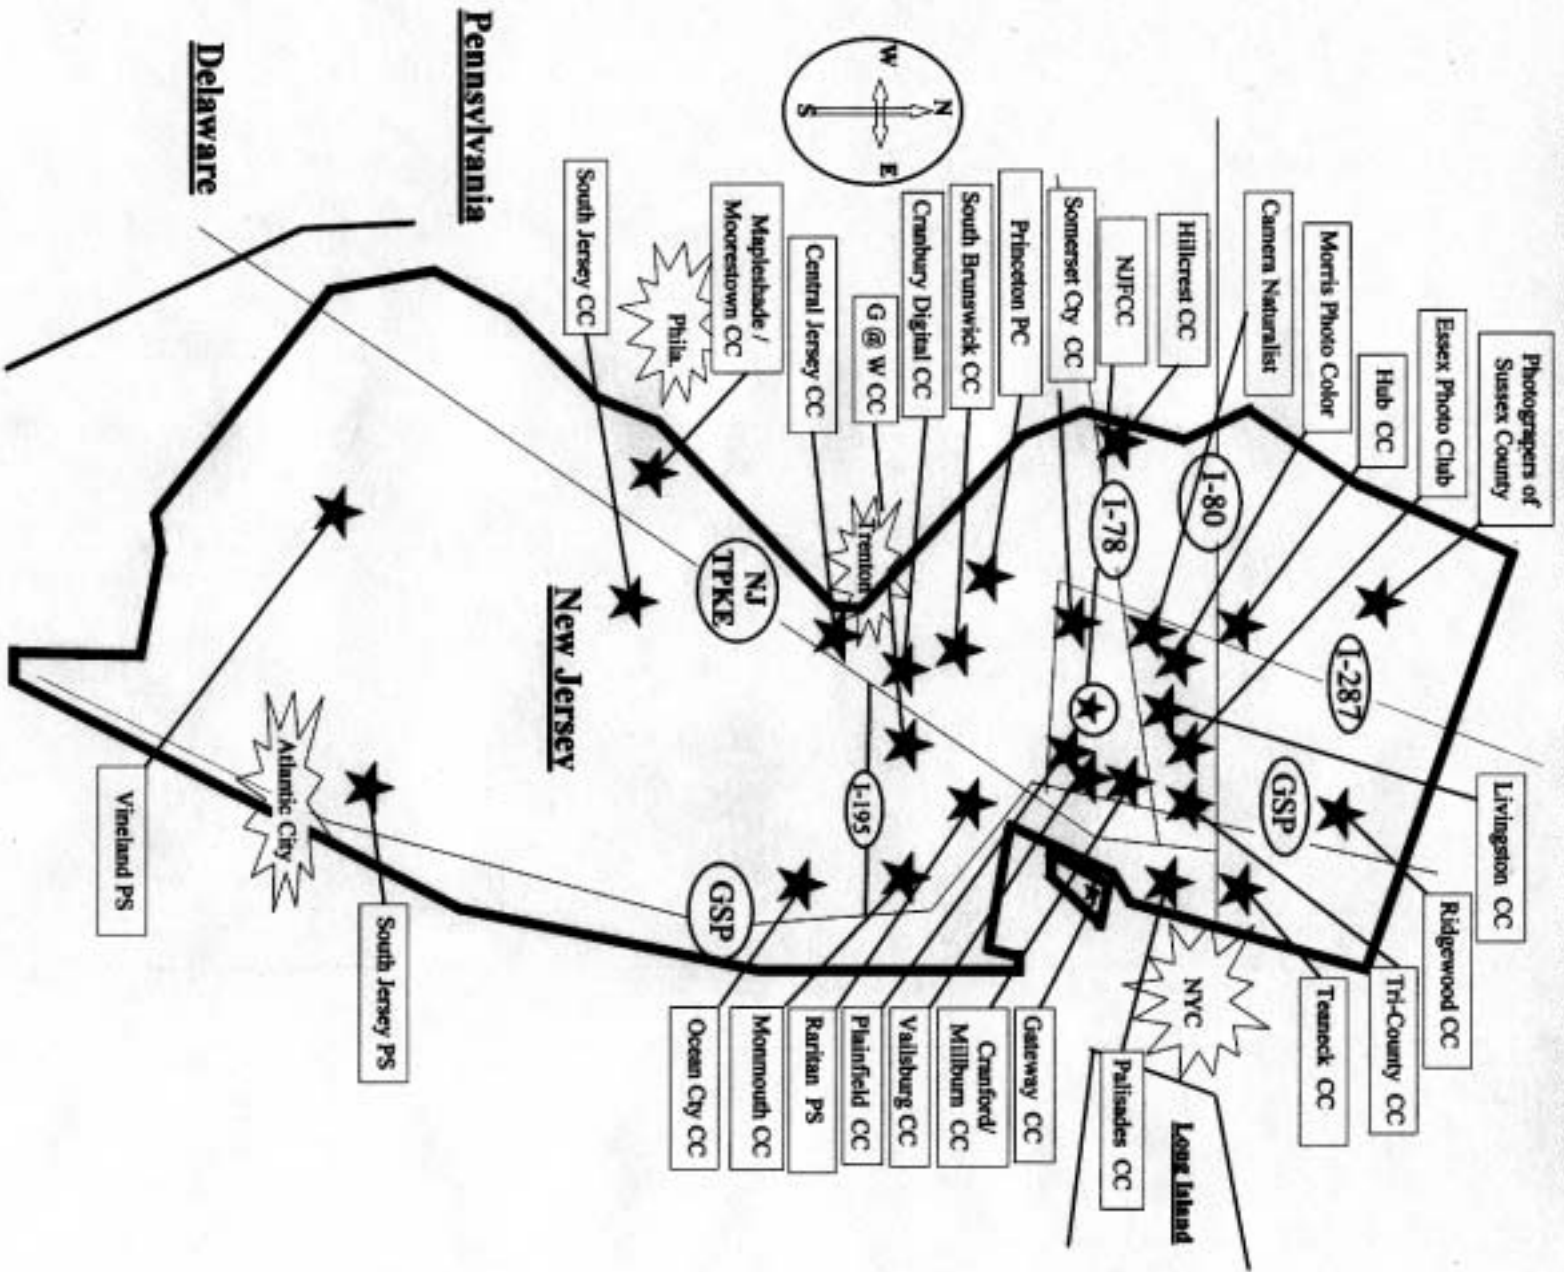 Photograpers of
Sussex County
Essex Photo Club
Hub CC
Morris Photo Color
Camera Naturalist
Hillcrest CC
NJFCC
Somerset Cty CC
Princeton PC
South Brunswick CC
Cranbury Digital CC
G @ W CC
Central Jersey CC
Mapleshade /
Moorestown CC
South Jersey CC
N
W
E
S
Pennsylvania
Delaware
Phila.
Trenton
I-80
I-78
I-287
GSP
NJ
TPKE
New Jersey
I-195
GSP
Atlantic City
NYC
Long Island
Livingston CC
Ridgewood CC
Tri-County CC
Teaneck CC
Palisades CC
Gateway CC
Cranford/
Millburn CC
Vailsburg CC
Plainfield CC
Raritan PS
Monmouth CC
Ocean Cty CC
South Jersey PS
Vineland PS